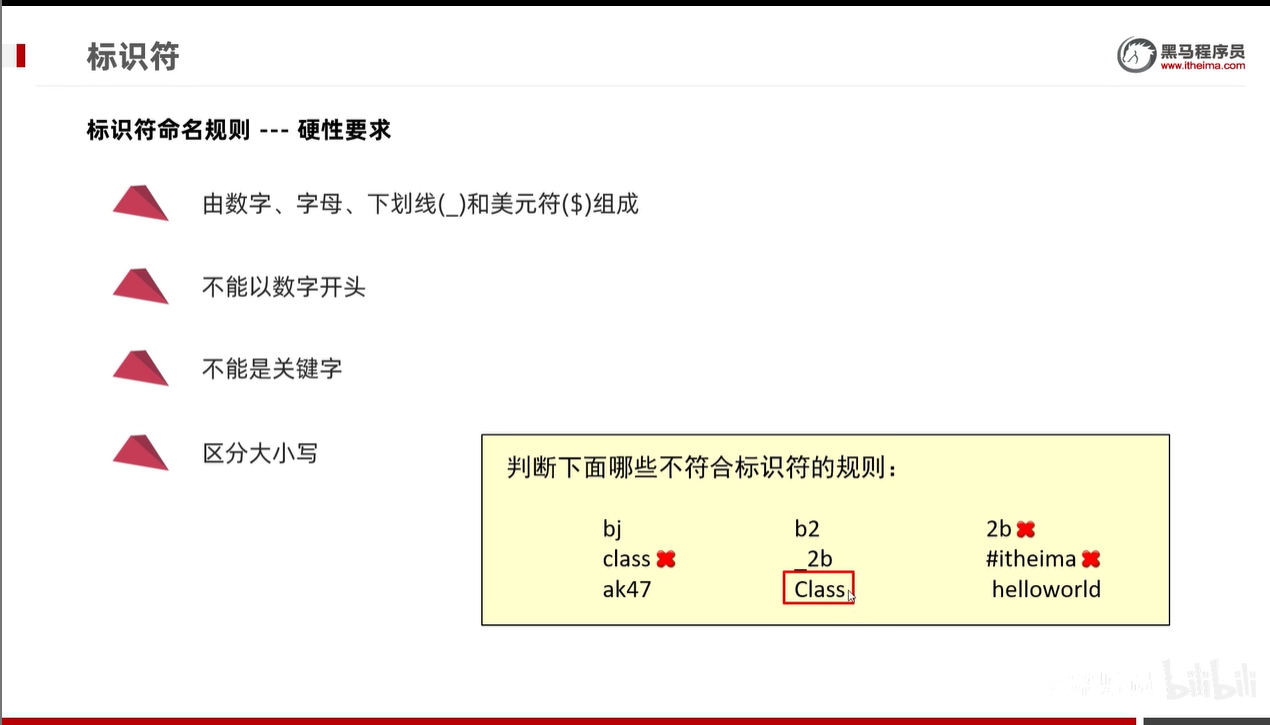 标识符
黑马程序员
www.itheima.com
标识符命名规则 --- 硬性要求
由数字、字母、下划线(_)和美元符($)组成
不能以数字开头
不能是关键字
区分大小写
判断下面哪些不符合标识符的规则：
bj b2 2b
class _2b #itheima
ak47 Class helloworld
bilibili